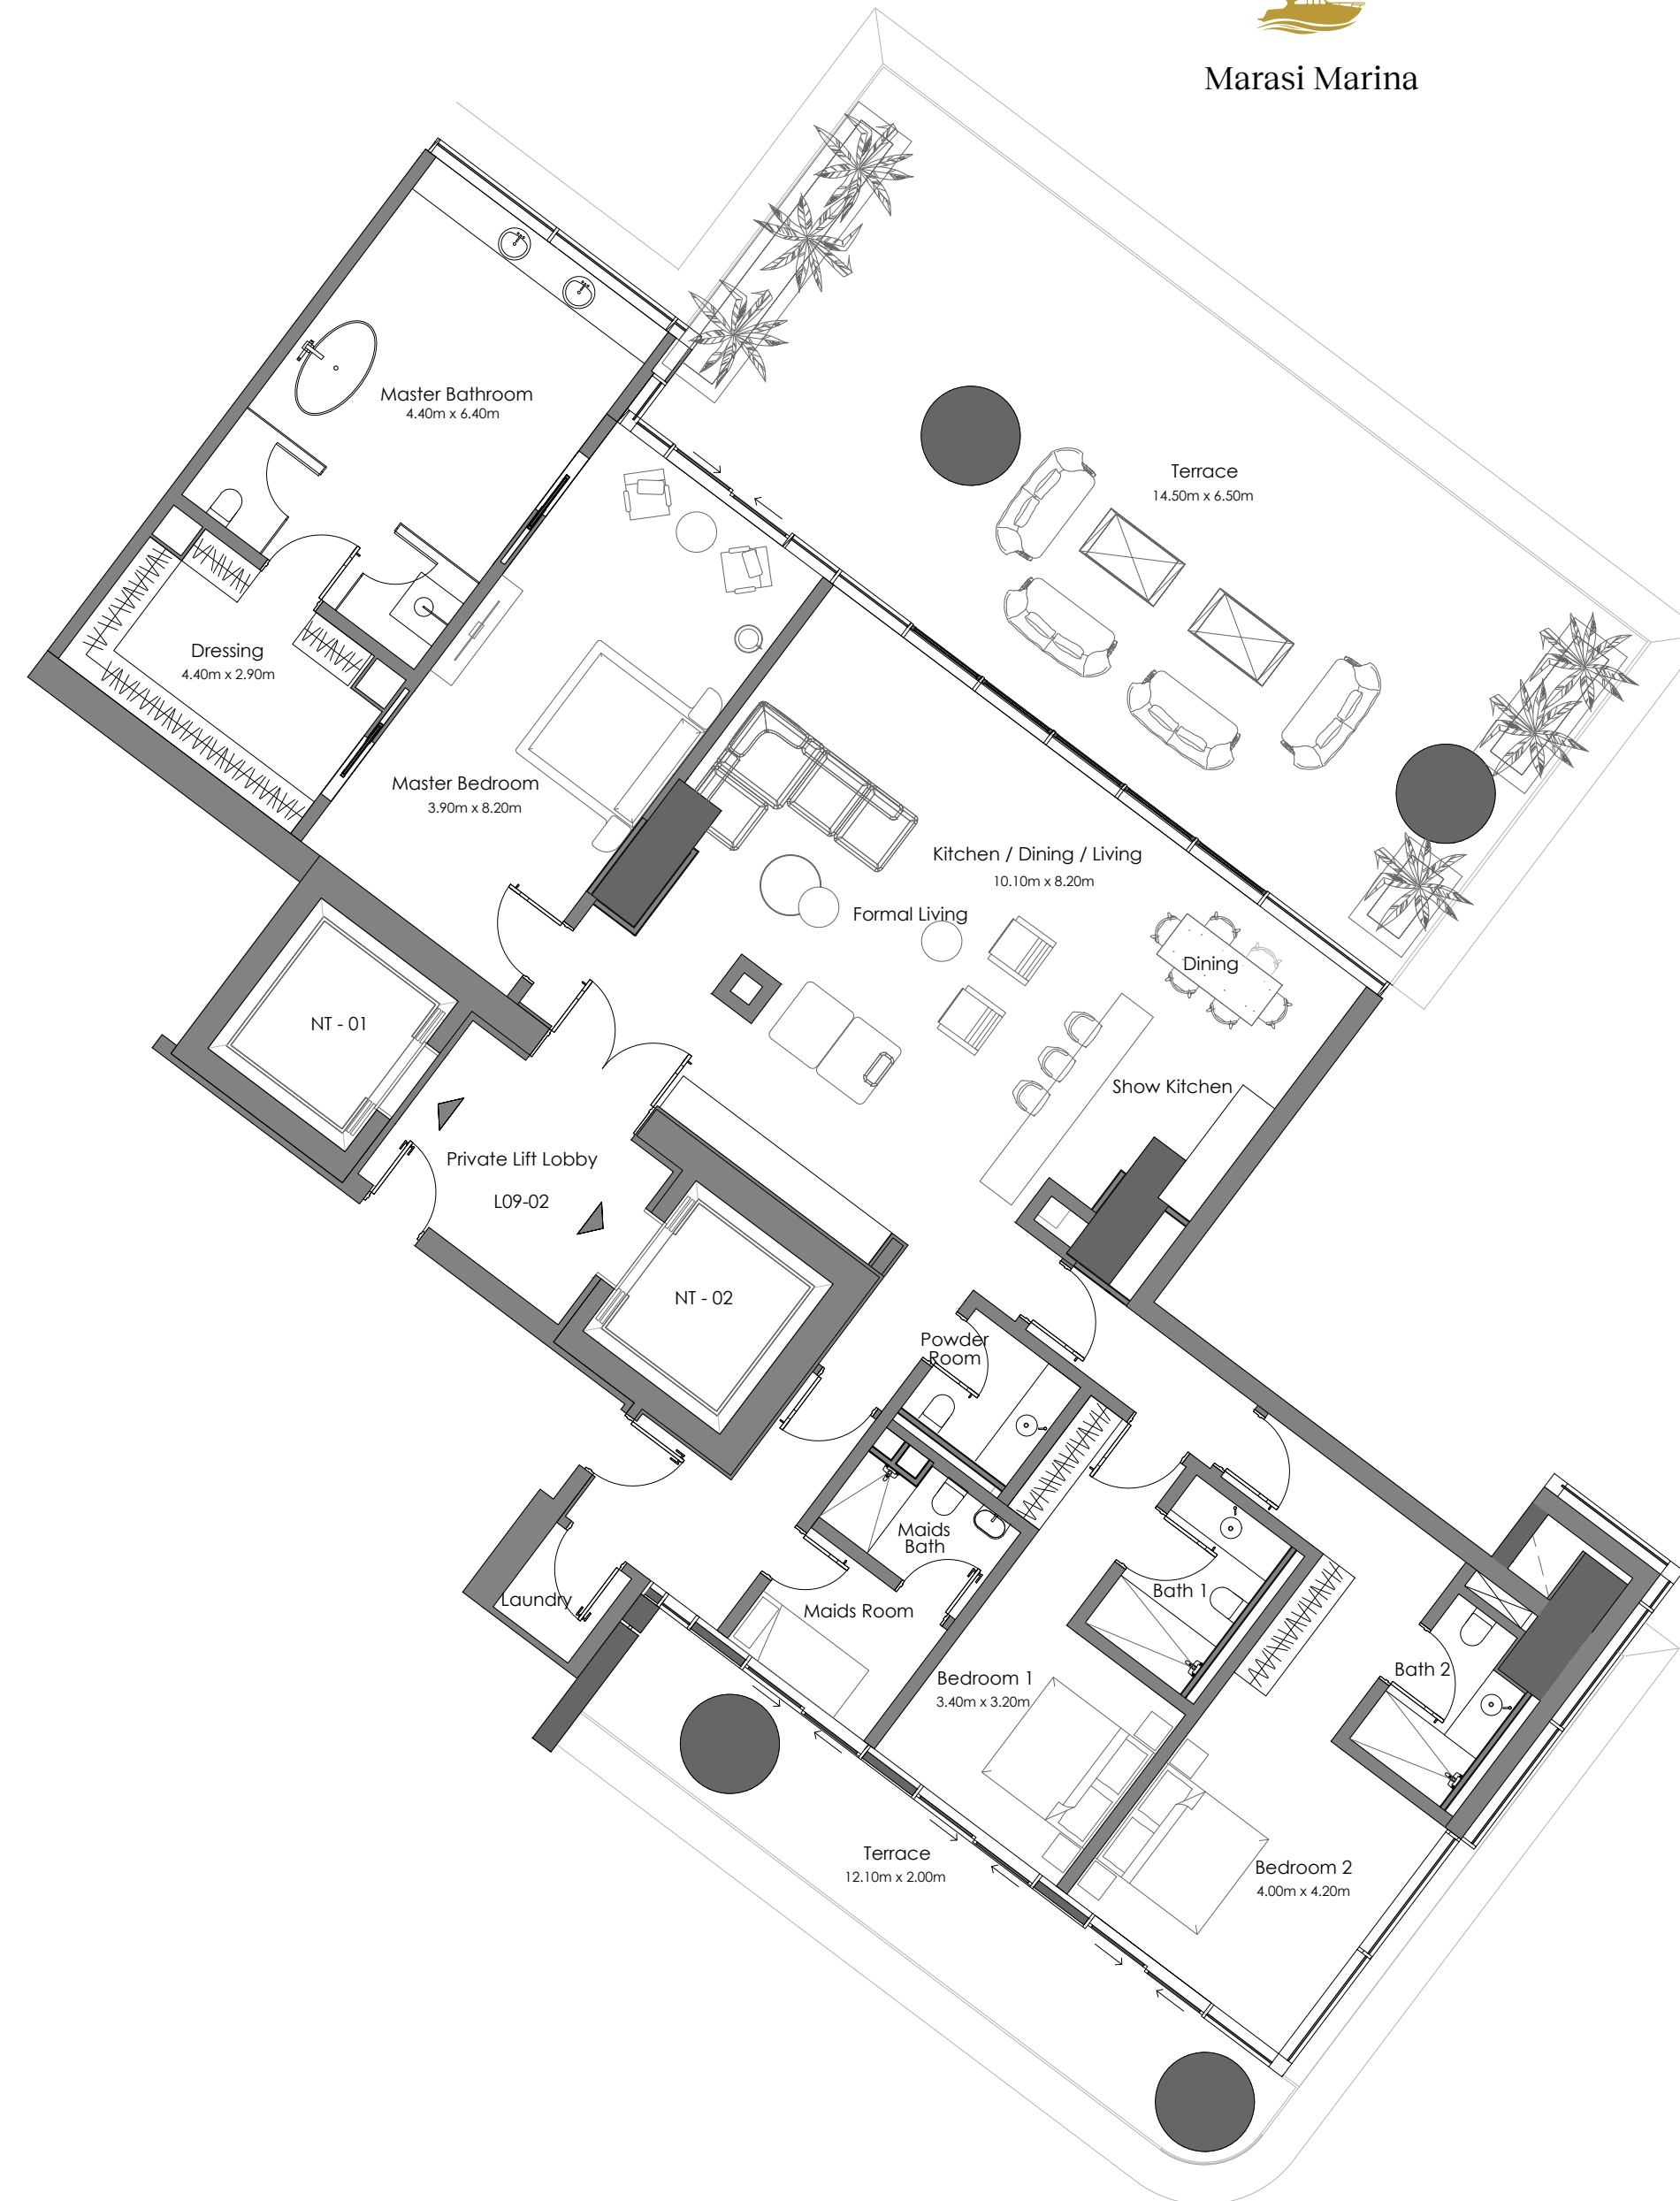 Marasi Marina
Master Bathroom
4.40m x 6.40m
Terrace
14.50m x 6.50m
Dressing
4.40m x 2.90m
Master Bedroom
3.90m x 8.20m
Kitchen / Dining / Living
10.10m x 8.20m
Formal Living
Dining
NT - 01
Show Kitchen
Private Lift Lobby
L09-02
NT - 02
Powder
Room
Maids
Bath
Laundry
Maids Room
Bath 1
Bedroom 1
3.40m x 3.20m
Bath 2
Terrace
12.10m x 2.00m
Bedroom 2
4.00m x 4.20m